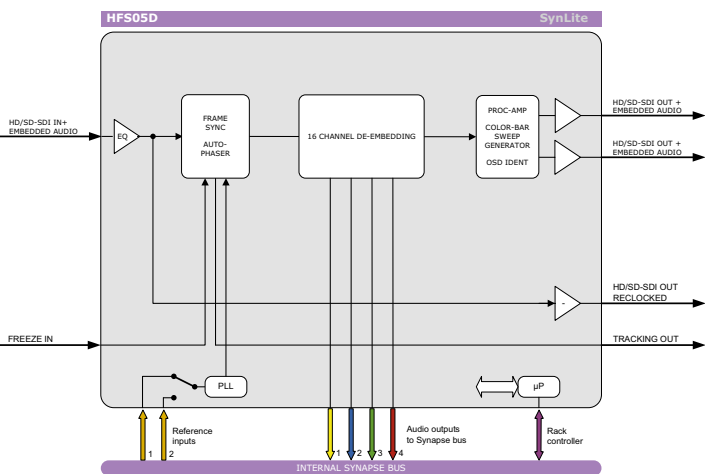 HFS05D
SynLite
HD/SD-SDI IN+
EMBEDDED AUDIO
EQ
FRAME
SYNC
AUTO-
PHASER
16 CHANNEL DE-EMBEDDING
PROC-AMP
COLOR-BAR
SWEEP
GENERATOR
OSD IDENT
HD/SD-SDI OUT +
EMBEDDED AUDIO
HD/SD-SDI OUT +
EMBEDDED AUDIO
-
HD/SD-SDI OUT
RECLOCKED
FREEZE IN
TRACKING OUT
PLL
µP
Reference
inputs
1
2
1
2
3
4
Audio outputs
to Synapse bus
Rack
controller
INTERNAL SYNAPSE BUS